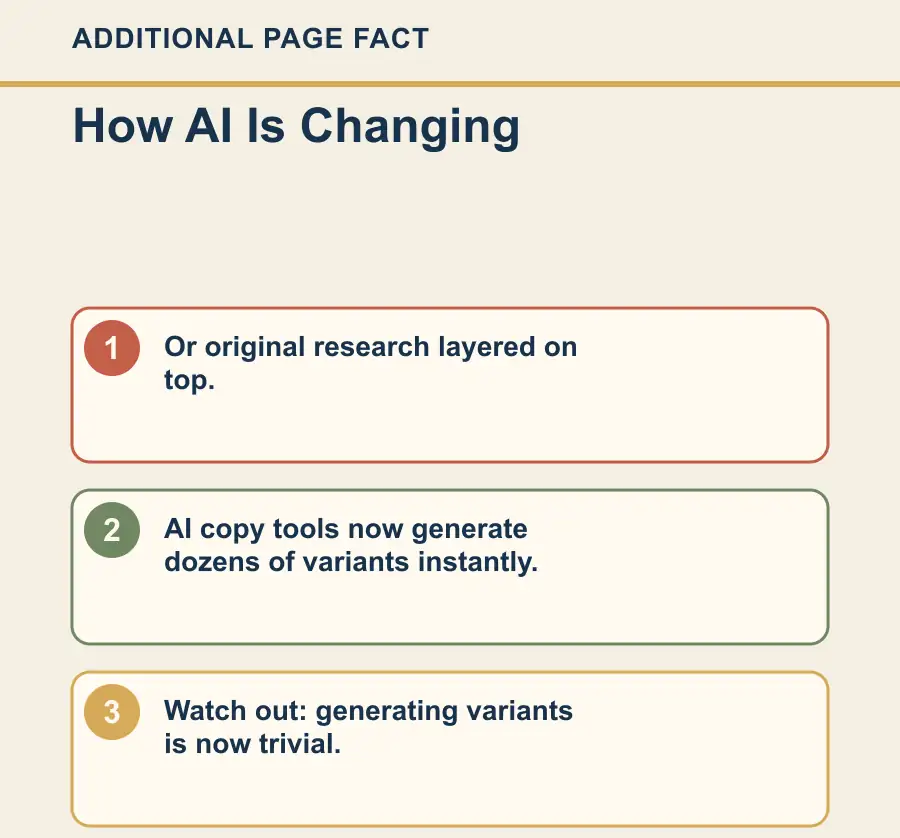 ADDITIONAL PAGE FACT
How AI Is Changing
1
Or original research layered on
top.
2
AI copy tools now generate
dozens of variants instantly.
3
Watch out: generating variants
is now trivial.